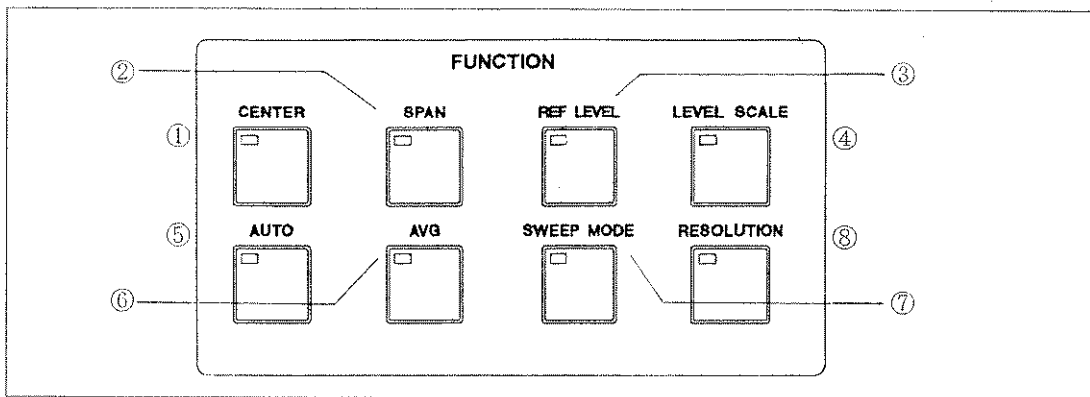 FUNCTION
② ③
CENTER SPAN REF LEVEL LEVEL SCALE
① ④
⑤ AUTO AVG SWEEP MODE RESOLUTION ⑧
⑥ ⑦